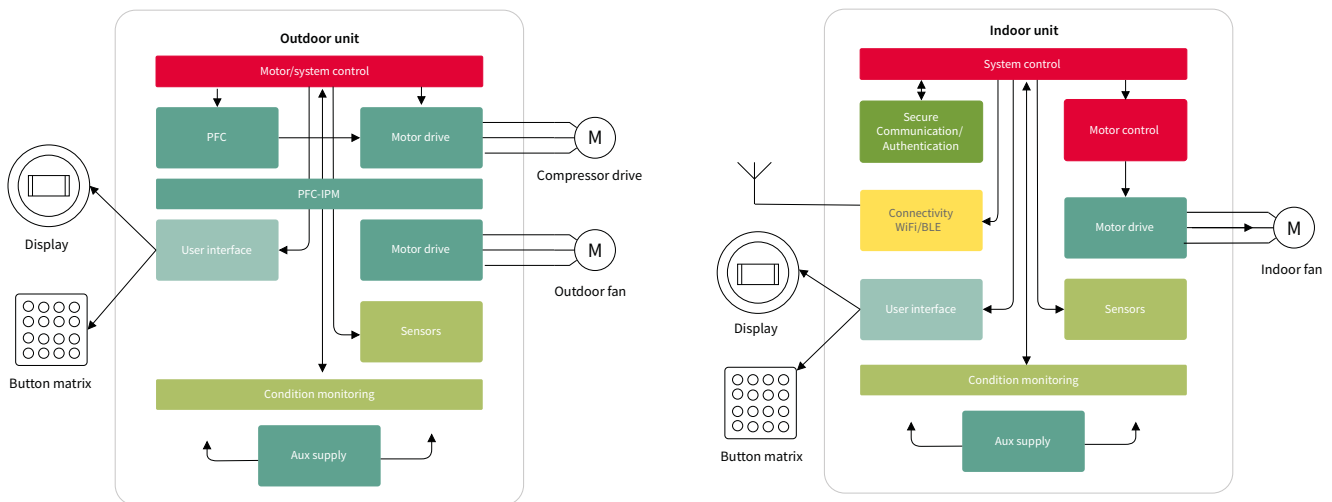 Outdoor unit
Motor/system control
PFC
Motor drive
M
Compressor drive
PFC-IPM
Display
User interface
Motor drive
M
Outdoor fan
Sensors
Button matrix
Condition monitoring
Aux supply
Indoor unit
System control
Secure
Communication/
Authentication
Motor control
Connectivity
WiFi/BLE
Motor drive
M
Indoor fan
Display
User interface
Sensors
Button matrix
Condition monitoring
Aux supply